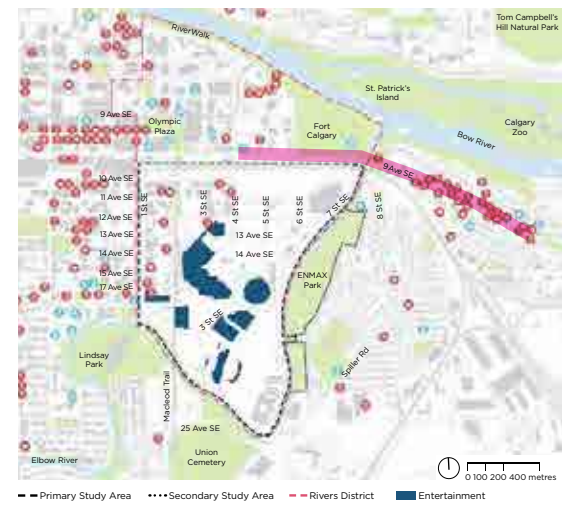 Tom Campbell's
Hill Natural Park
RiverWalk
St. Patrick's
Island
9 Ave SE
Olympic
Plaza
Fort
Calgary
Calgary
Zoo
Bow River
9 Ave SE
10 Ave SE
11 Ave SE
12 Ave SE
13 Ave SE
14 Ave SE
15 Ave SE
17 Ave SE
1 St SE
3 St SE
4 St SE
5 St SE
6 St SE
7 St SE
8 St SE
13 Ave SE
14 Ave SE
ENMAX
Park
3 St SE
Lindsay
Park
Macleod Trail
Spiller Rd
25 Ave SE
Union
Cemetery
Elbow River
0 100 200 400 metres
Primary Study Area
Secondary Study Area
Rivers District
Entertainment